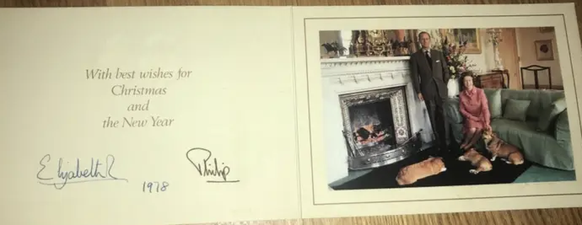 With best wishes for
Christmas
and
the New Year
Elizabeth R
1978
Philip